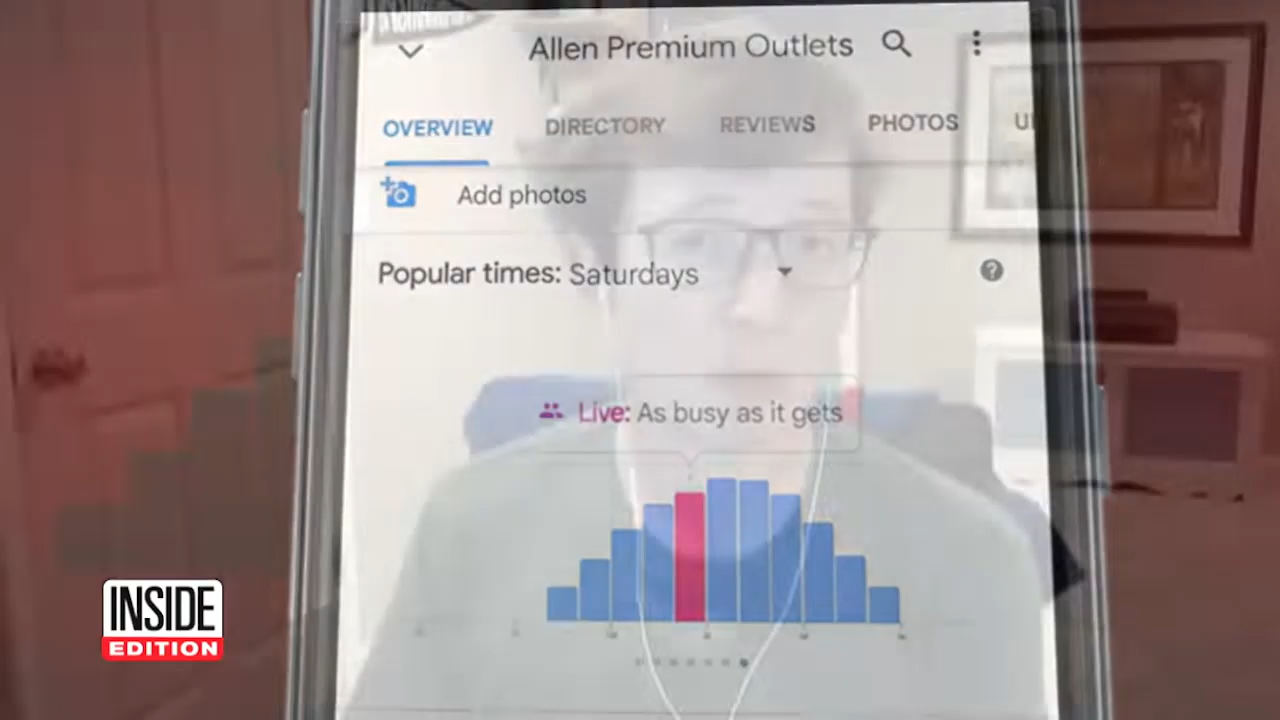 Allen Premium Outlets
OVERVIEW DIRECTORY REVIEWS PHOTOS
Add photos
Popular times: Saturdays
Live: As busy as it gets
INSIDE
EDITION